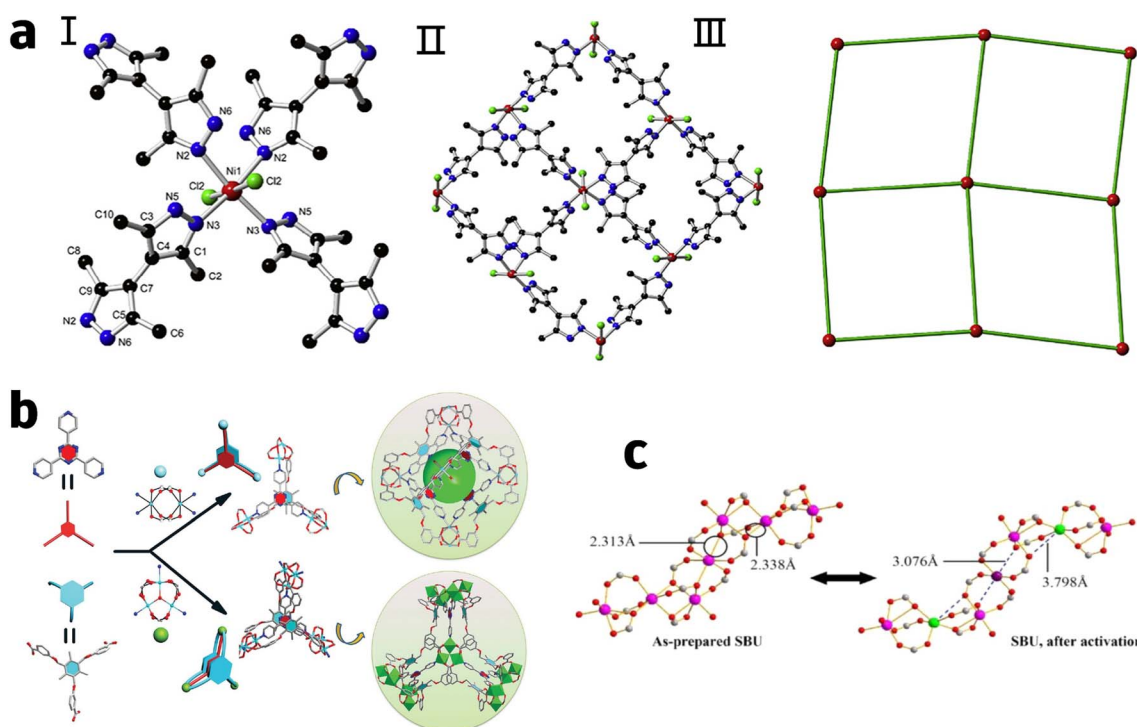 a
I
II
III
N6
N6
N2
N2
Ni1
Cl2
Cl2
N5
C10
C3
N3
N5
N3
C8
C4
C1
C2
C9
C7
N2
C5
N6
C6
b
c
2.313Å
2.338Å
3.076Å
3.798Å
As-prepared SBU
SBU, after activation